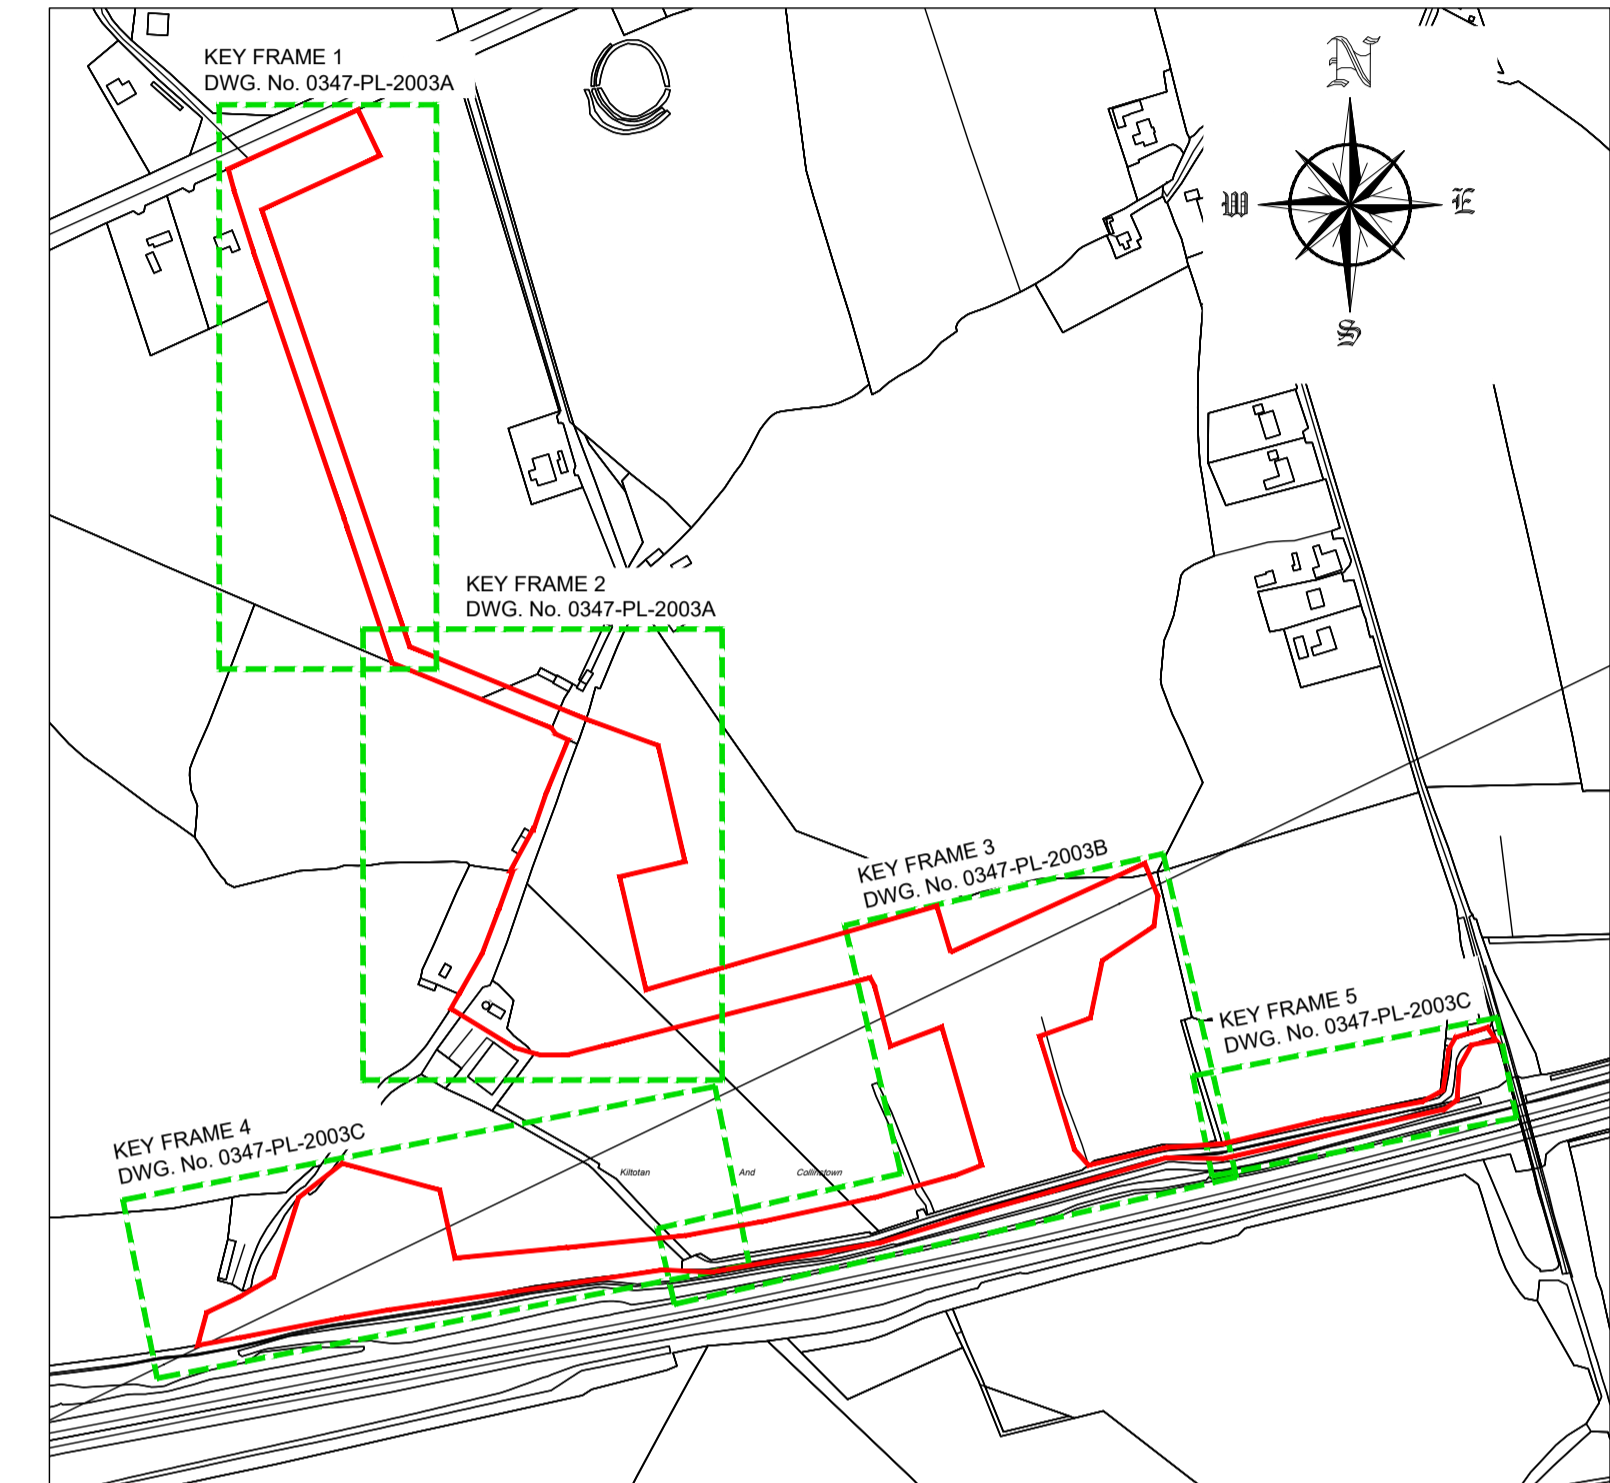 KEY FRAME 1
DWG. No. 0347-PL-2003A
N
W
E
S
KEY FRAME 2
DWG. No. 0347-PL-2003A
KEY FRAME 3
DWG. No. 0347-PL-2003B
KEY FRAME 5
DWG. No. 0347-PL-2003C
KEY FRAME 4
DWG. No. 0347-PL-2003C
Kiltotan And Collinstown